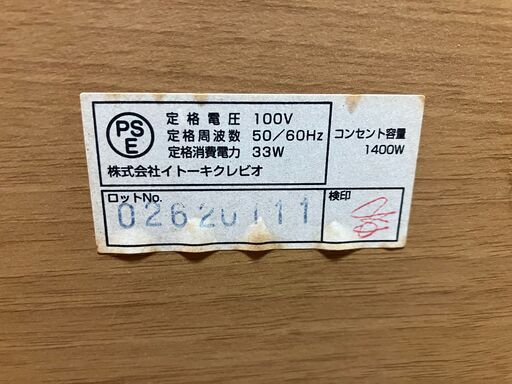 PS
E
定格電圧 100V
定格周波数 50/60Hz
定格消費電力 33W
コンセント容量
1400W
株式会社イトーキクレビオ
ロットNo.
02620111
検印